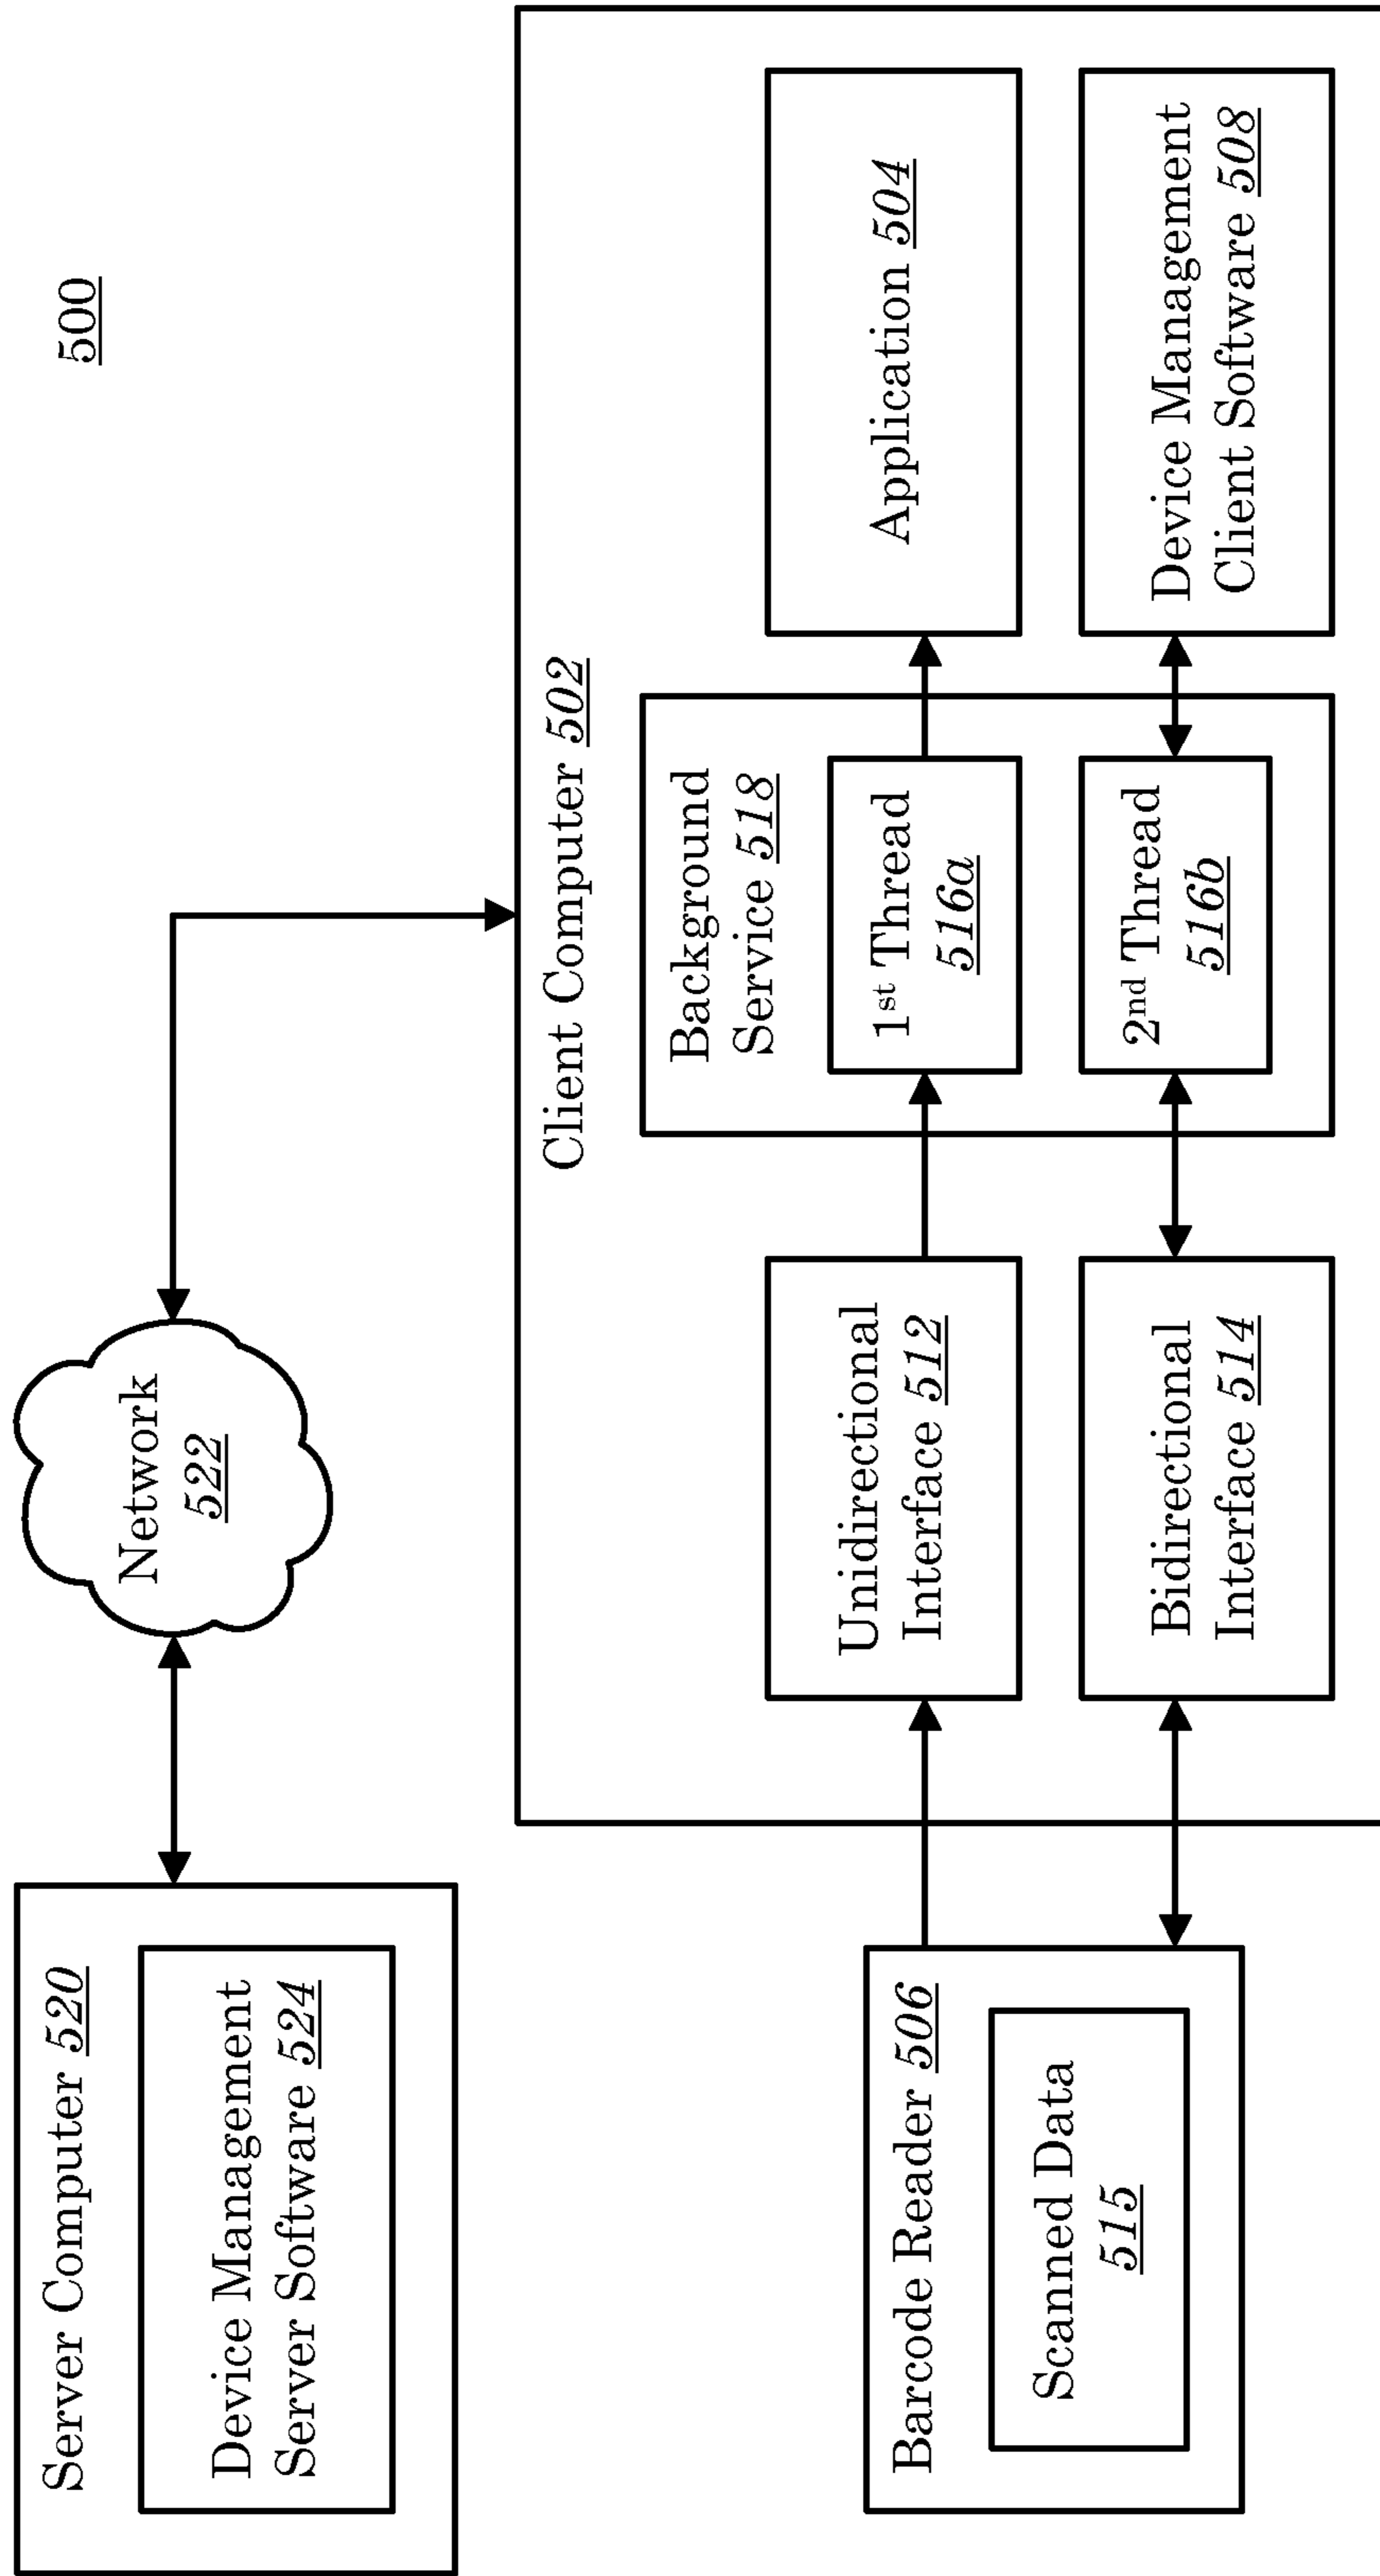 500
Server Computer 520
Device Management
Server Software 524
Network
522
Client Computer 502
Barcode Reader 506
Scanned Data
515
Unidirectional
Interface 512
Bidirectional
Interface 514
Background
Service 518
1st Thread
516a
2nd Thread
516b
Application 504
Device Management
Client Software 508